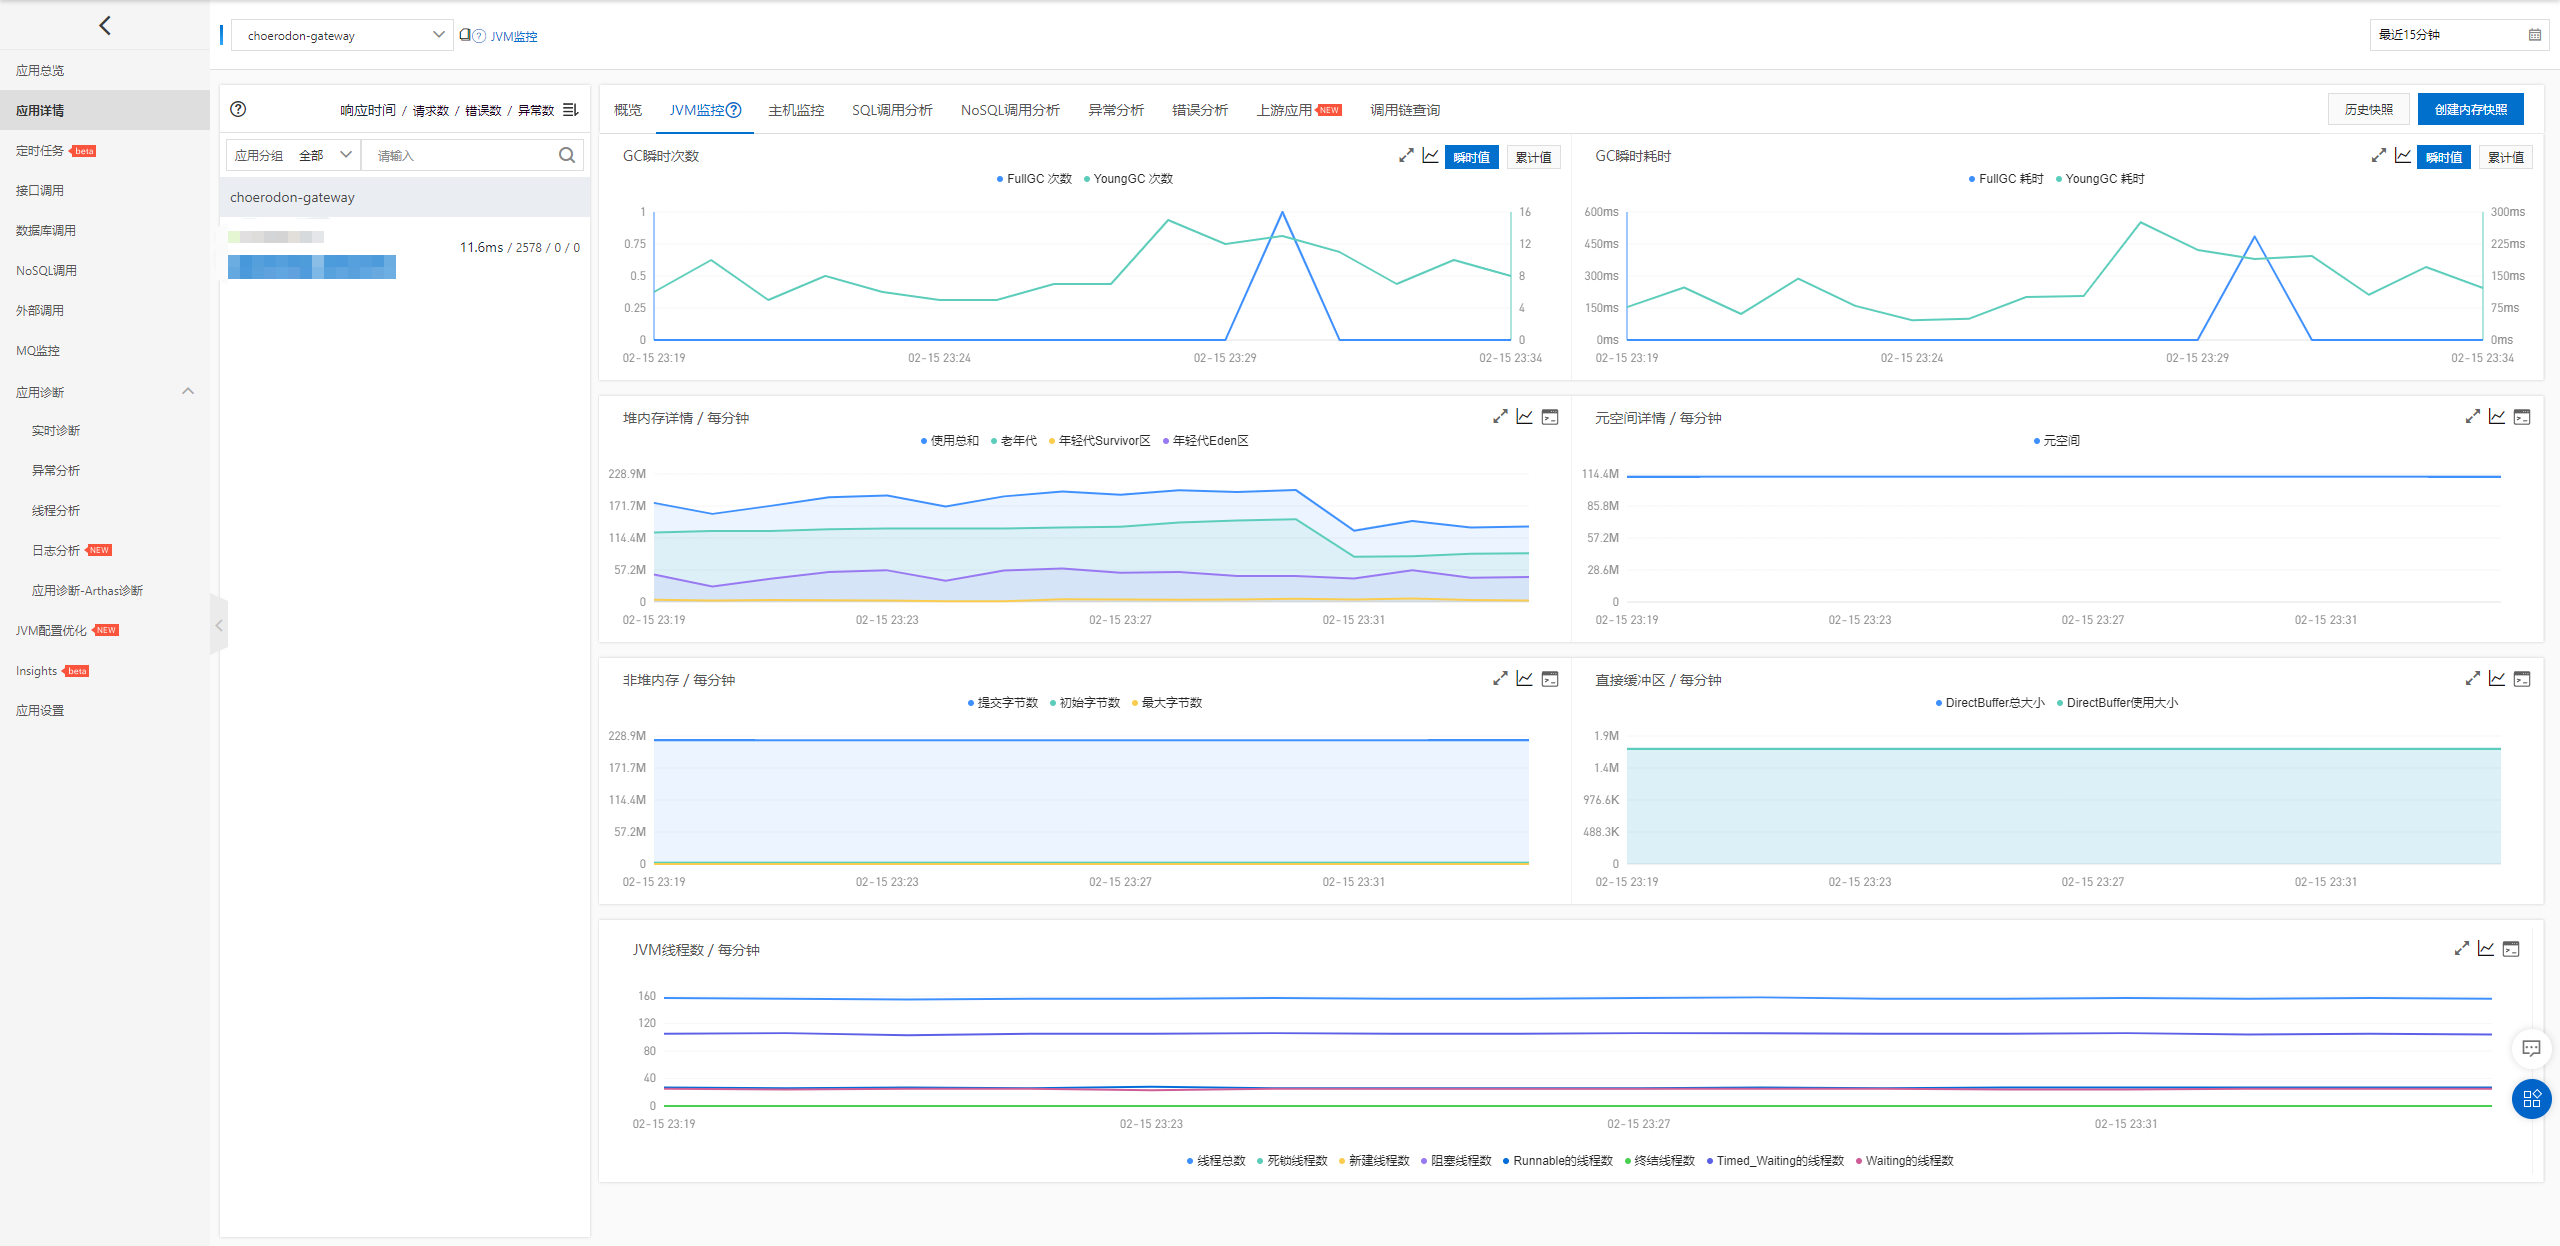 choerodon-gateway
JVM监控
最近15分钟
应用总览
应用详情
定时任务 beta
接口调用
数据库调用
NoSQL调用
外部调用
MQ监控
应用诊断
实时诊断
异常分析
线程分析
日志分析 NEW
应用诊断-Arthas诊断
JVM配置优化 NEW
Insights beta
应用设置
响应时间 / 请求数 / 错误数 / 异常数
应用分组 全部 请输入
choerodon-gateway
11.6ms / 2578 / 0 / 0
概览 JVM监控 主机监控 SQL调用分析 NoSQL调用分析 异常分析 错误分析 上游应用 NEW 调用链查询 历史快照 创建内存快照
GC瞬时次数 瞬时值 累计值
FullGC 次数 YoungGC 次数
1 16
0.75 12
0.5 8
0.25 4
0 0
02-15 23:19 02-15 23:24 02-15 23:29 02-15 23:34
GC瞬时耗时 瞬时值 累计值
FullGC 耗时 YoungGC 耗时
600ms 300ms
450ms 225ms
300ms 150ms
150ms 75ms
0ms 0ms
02-15 23:19 02-15 23:24 02-15 23:29 02-15 23:34
堆内存详情 / 每分钟
使用总和 老年代 年轻代Survivor区 年轻代Eden区
228.9M
171.7M
114.4M
57.2M
0
02-15 23:19 02-15 23:23 02-15 23:27 02-15 23:31
元空间详情 / 每分钟
元空间
114.4M
85.8M
57.2M
28.6M
0
02-15 23:19 02-15 23:23 02-15 23:27 02-15 23:31
非堆内存 / 每分钟
提交字节数 初始字节数 最大字节数
228.9M
171.7M
114.4M
57.2M
0
02-15 23:19 02-15 23:23 02-15 23:27 02-15 23:31
直接缓冲区 / 每分钟
DirectBuffer总大小 DirectBuffer使用大小
1.9M
1.4M
976.6K
488.3K
0
02-15 23:19 02-15 23:23 02-15 23:27 02-15 23:31
JVM线程数 / 每分钟
160
120
80
40
0
02-15 23:19 02-15 23:23 02-15 23:27 02-15 23:31
线程总数 死锁线程数 新建线程数 阻塞线程数 Runnable的线程数 终结线程数 Timed_Waiting的线程数 Waiting的线程数